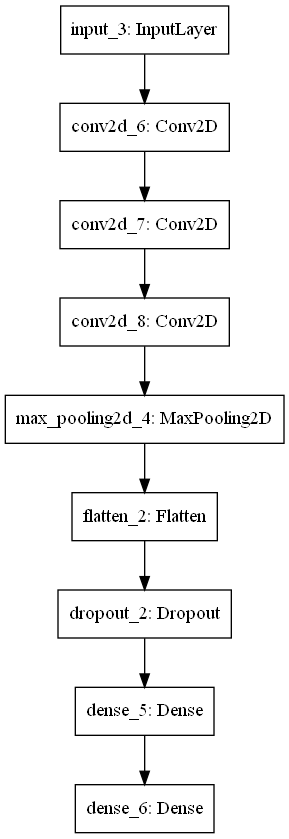 input_3: InputLayer
conv2d_6: Conv2D
conv2d_7: Conv2D
conv2d_8: Conv2D
max_pooling2d_4: MaxPooling2D
flatten_2: Flatten
dropout_2: Dropout
dense_5: Dense
dense_6: Dense